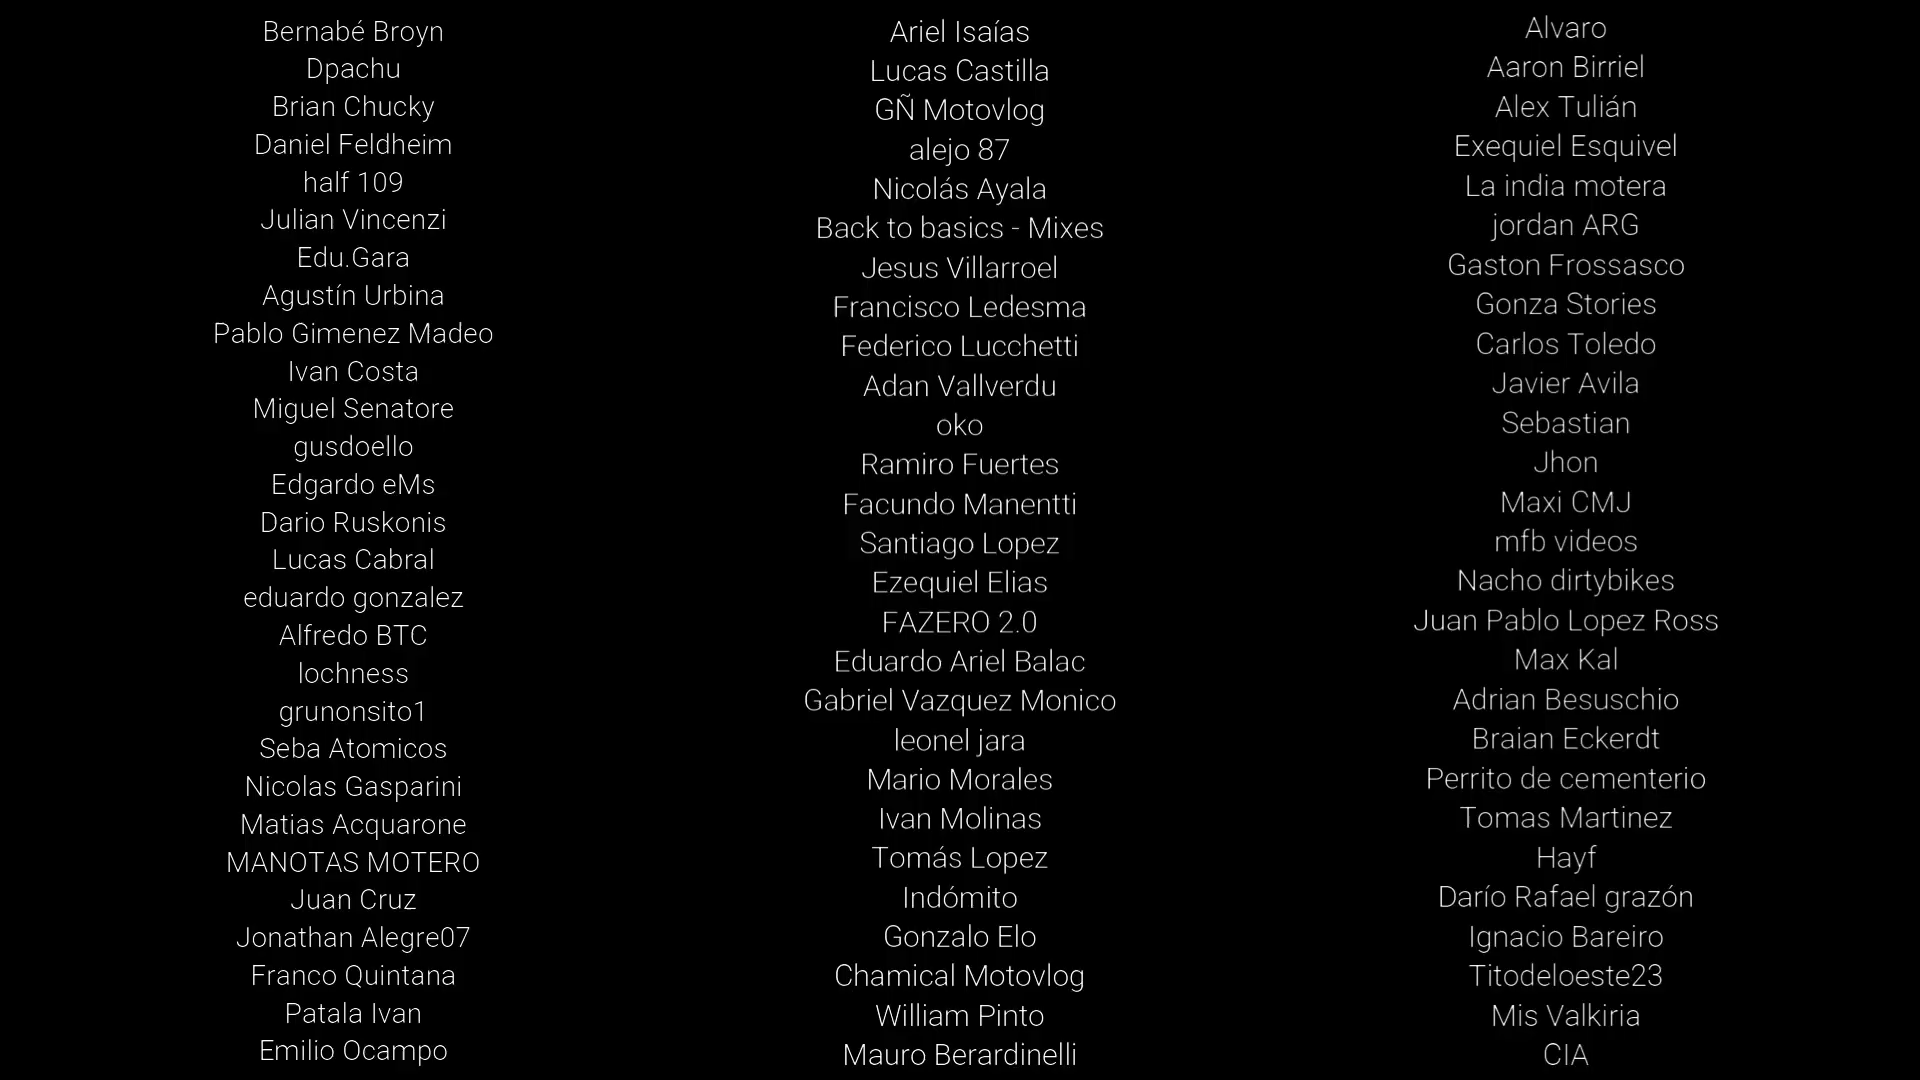 Bernabé Broyn
Dpachu
Brian Chucky
Daniel Feldheim
half 109
Julian Vincenzi
Edu.Gara
Agustín Urbina
Pablo Gimenez Madeo
Ivan Costa
Miguel Senatore
gusdoello
Edgardo eMs
Dario Ruskonis
Lucas Cabral
eduardo gonzalez
Alfredo BTC
lochness
grunonsito1
Seba Atomicos
Nicolas Gasparini
Matias Acquarone
MANOTAS MOTERO
Juan Cruz
Jonathan Alegre07
Franco Quintana
Patala Ivan
Emilio Ocampo
Ariel Isaías
Lucas Castilla
GÑ Motovlog
alejo 87
Nicolás Ayala
Back to basics - Mixes
Jesus Villarroel
Francisco Ledesma
Federico Lucchetti
Adan Vallverdu
oko
Ramiro Fuertes
Facundo Manentti
Santiago Lopez
Ezequiel Elias
FAZERO 2.0
Eduardo Ariel Balac
Gabriel Vazquez Monico
leonel jara
Mario Morales
Ivan Molinas
Tomás Lopez
Indómito
Gonzalo Elo
Chamical Motovlog
William Pinto
Mauro Berardinelli
Alvaro
Aaron Birriel
Alex Tulián
Exequiel Esquivel
La india motera
jordan ARG
Gaston Frossasco
Gonza Stories
Carlos Toledo
Javier Avila
Sebastian
Jhon
Maxi CMJ
mfb videos
Nacho dirtybikes
Juan Pablo Lopez Ross
Max Kal
Adrian Besuschio
Braian Eckerdt
Perrito de cementerio
Tomas Martinez
Hayf
Darío Rafael grazón
Ignacio Bareiro
Titodeloeste23
Mis Valkiria
CIA